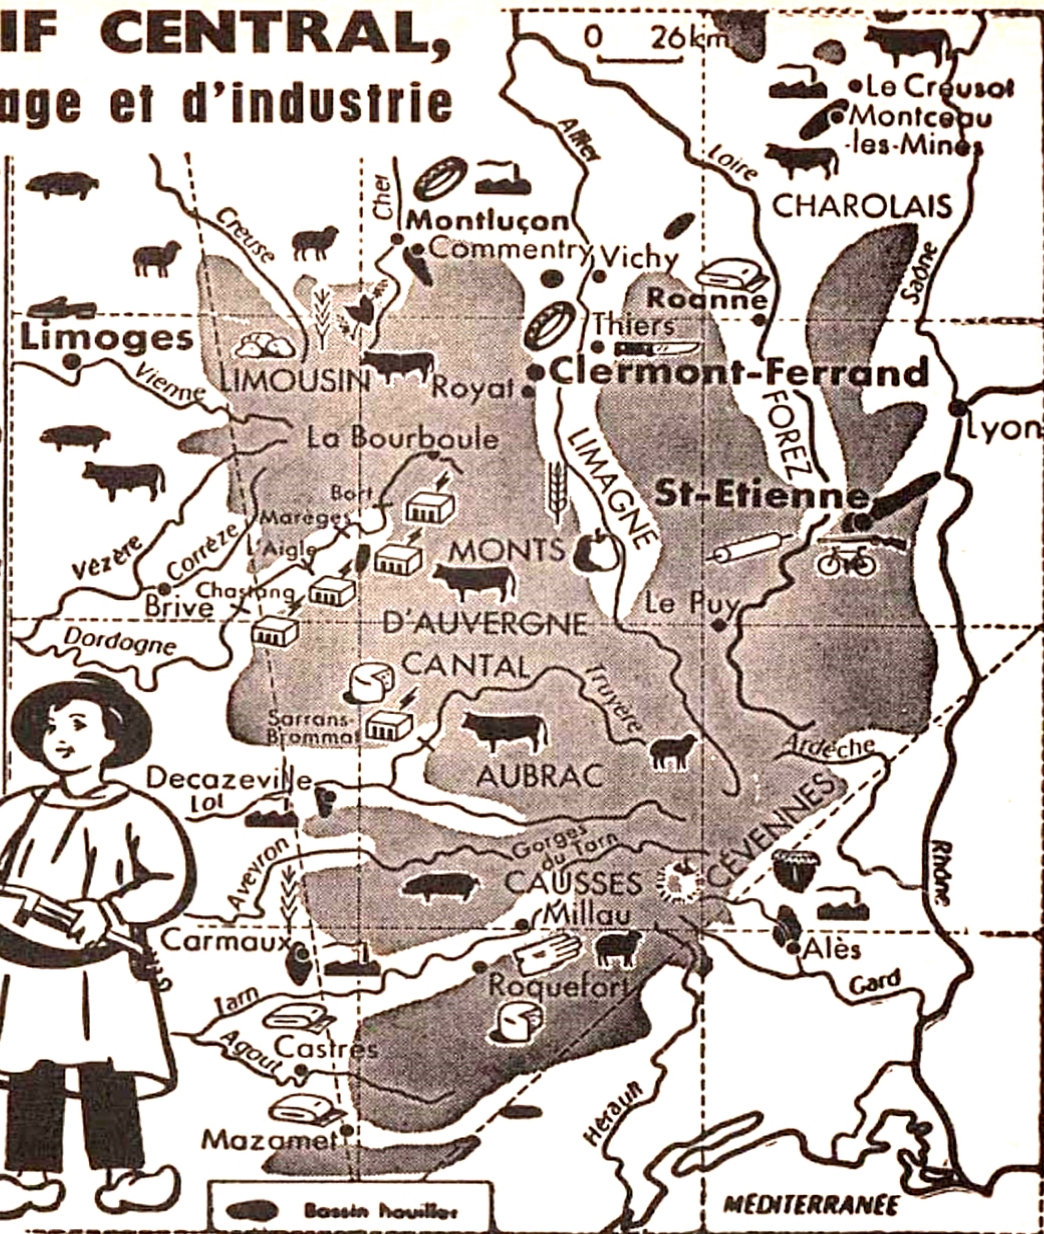 IF CENTRAL,
age et d'industrie
0 26km
Le Creusot
Montceau
-les-Mines
Allier
Loire
CHAROLAIS
Cher
Creuse
Montluçon
Commentry
Vichy
Saône
Roanne
Limoges
Thiers
Vienne
LIMOUSIN
Royat
Clermont-Ferrand
FOREZ
Lyon
La Bourboule
LIMAGNE
Bort
St-Etienne
Marèges
l'Aigle
Vézère
Corrèze
MONTS
Chastang
Brive
Le Puy
D'AUVERGNE
Dordogne
CANTAL
Truyère
Sarrans-
Brommat
Ardèche
AUBRAC
Decazeville
Lot
CÉVENNES
Gorges
du Tarn
Aveyron
Rhône
CAUSSES
Millau
Carmaux
Alès
Roquefort
Gard
Tarn
Agout
Castres
Hérault
Mazamet
Bassin houiller
MÉDITERRANÉE